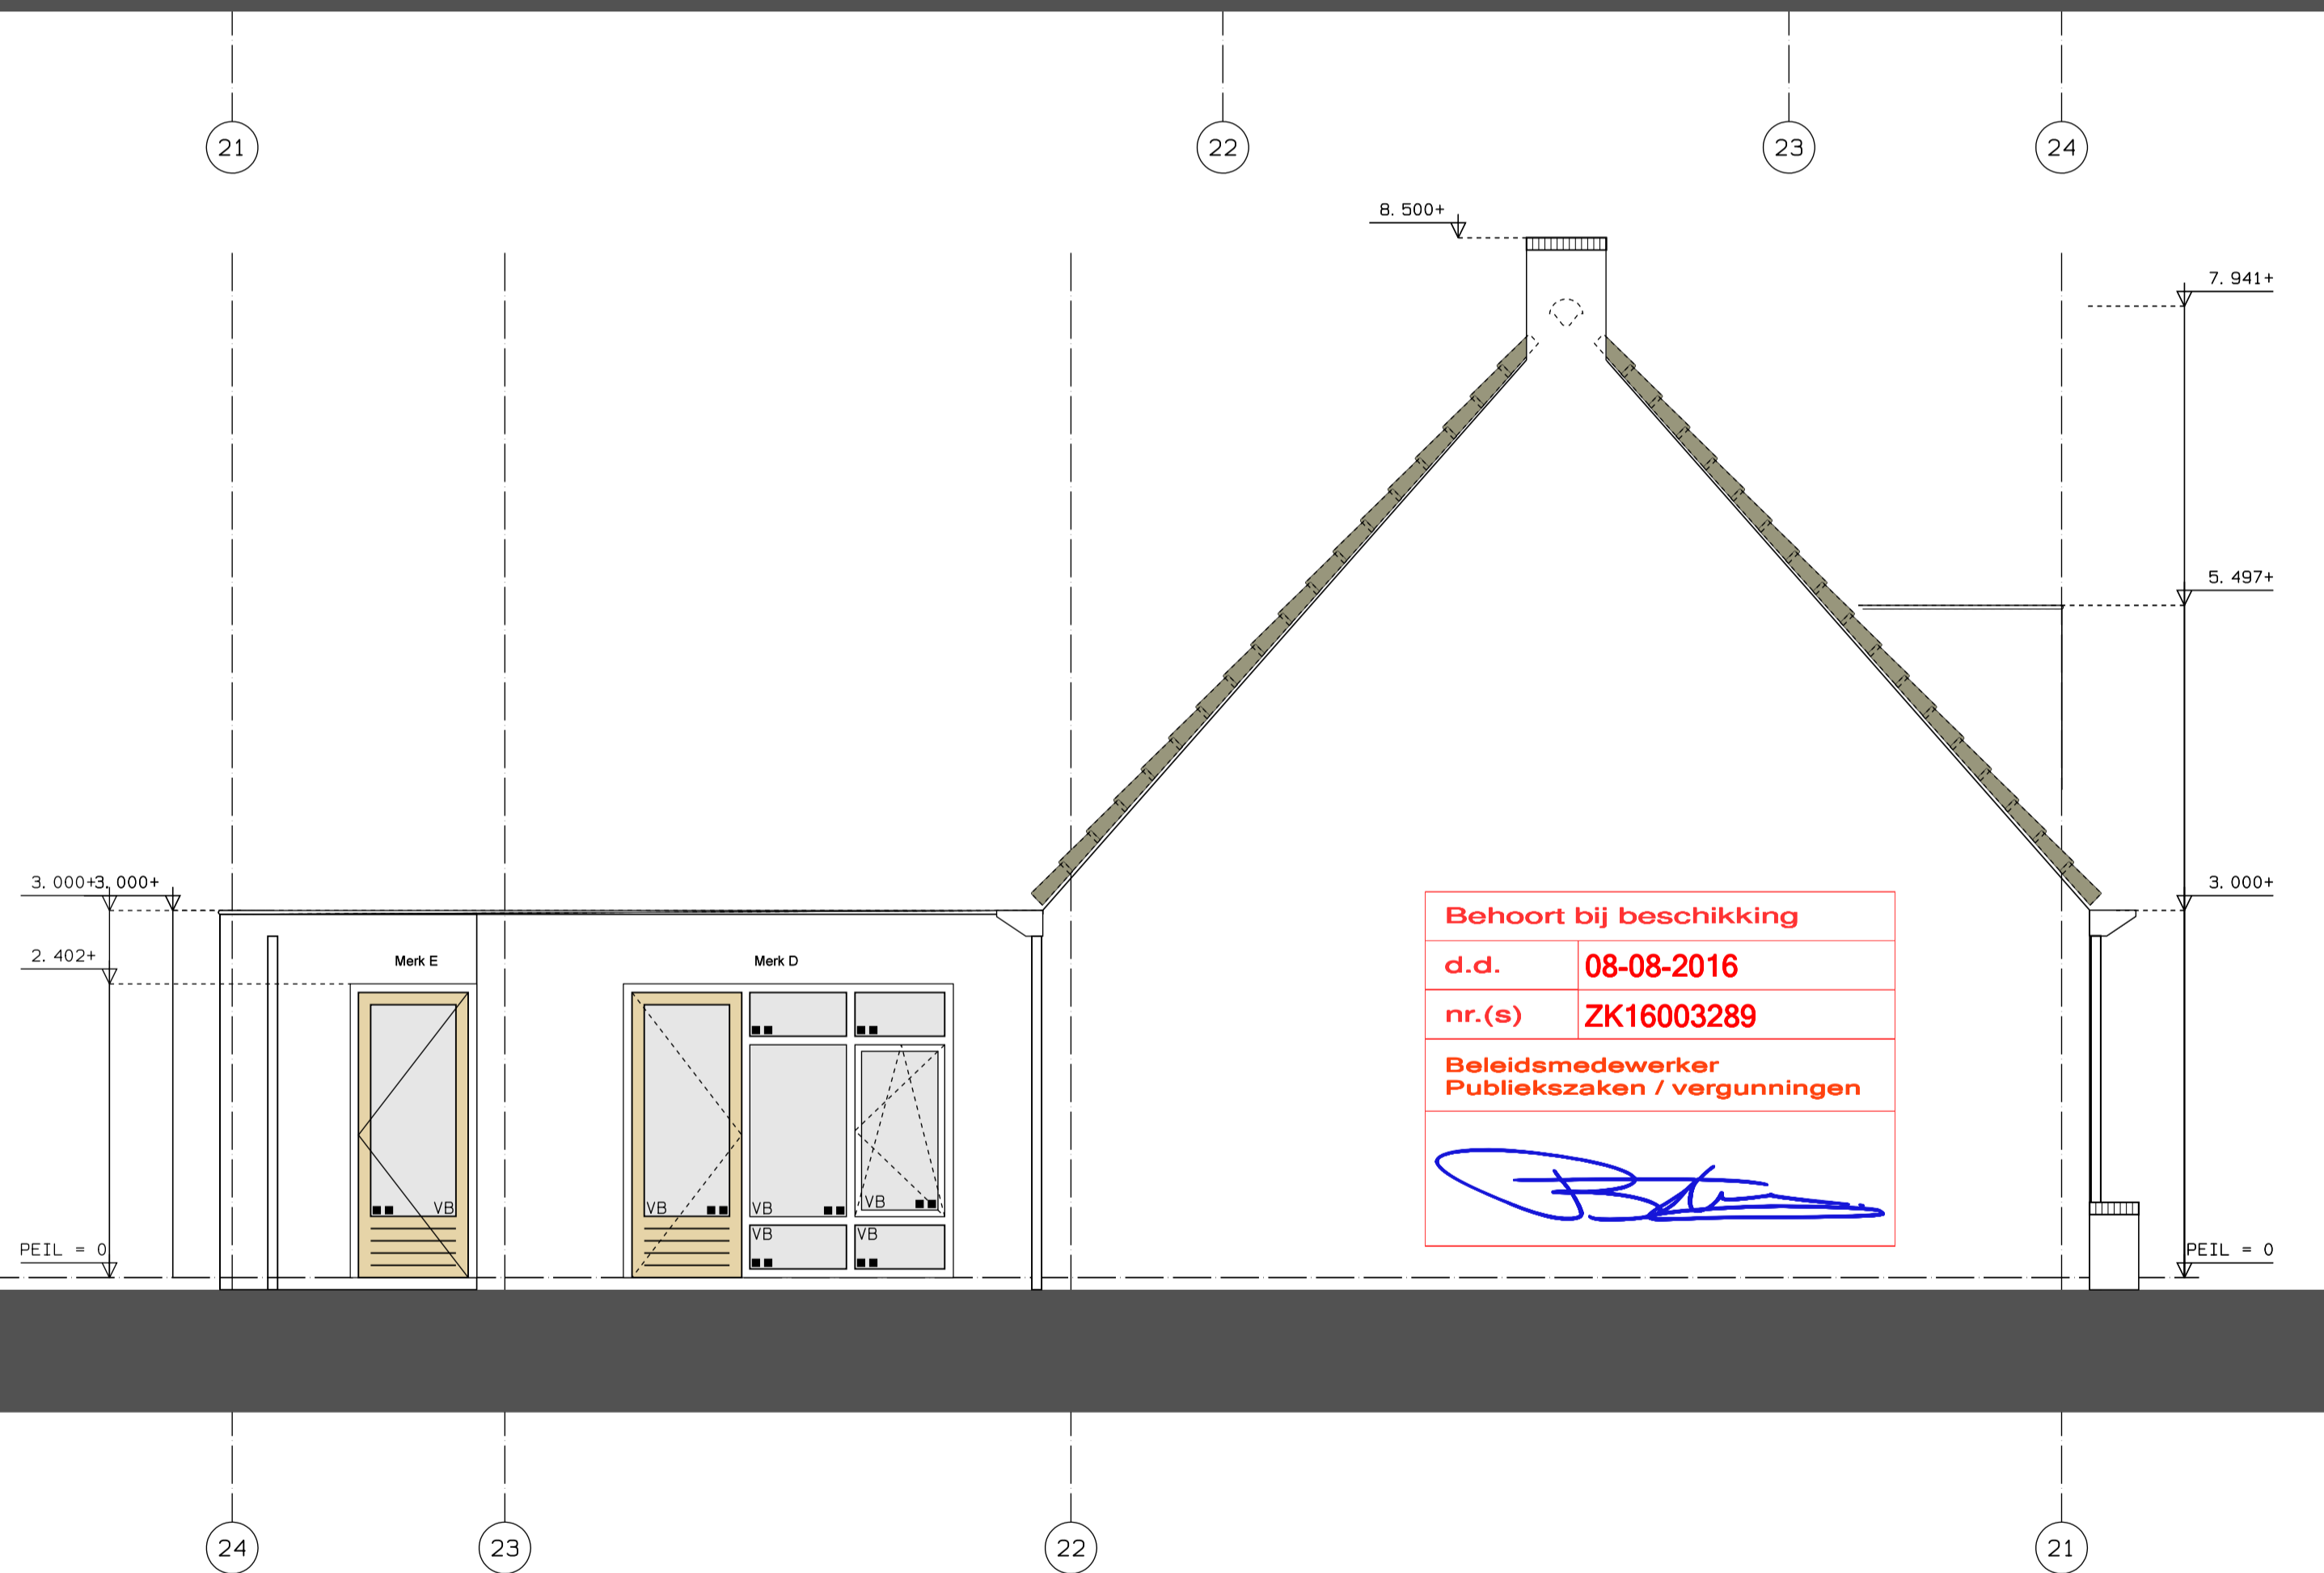 21
22
23
24
8.500+
7.941+
5.497+
3.000+
3.000+
3.000+
2.402+
Merk E
Merk D
Behoort bij beschikking
d.d.
08-08-2016
nr.(s)
ZK16003289
Beleidsmedewerker
Publiekszaken / vergunningen
VB
VB
VB
VB
VB
VB
PEIL = 0
PEIL = 0
24
23
22
21